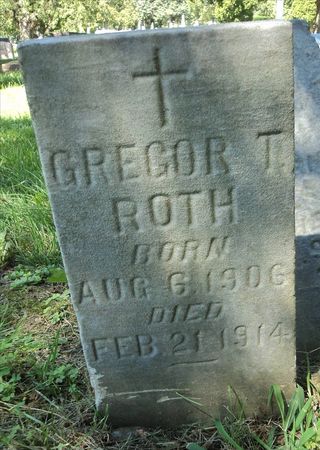 GREGOR T.
ROTH
BORN
AUG 6 1906
DIED
FEB 21 1914